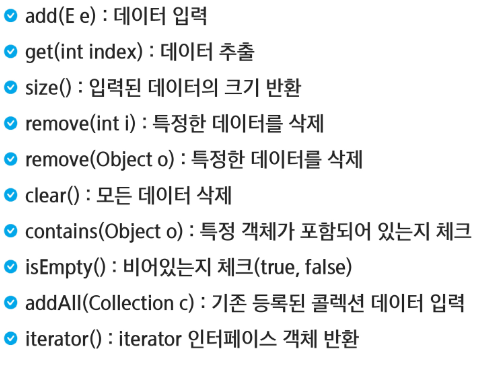 add(E e) : 데이터 입력
get(int index) : 데이터 추출
size() : 입력된 데이터의 크기 반환
remove(int i) : 특정한 데이터를 삭제
remove(Object o) : 특정한 데이터를 삭제
clear() : 모든 데이터 삭제
contains(Object o) : 특정 객체가 포함되어 있는지 체크
isEmpty() : 비어있는지 체크(true, false)
addAll(Collection c) : 기존 등록된 콜렉션 데이터 입력
iterator() : iterator 인터페이스 객체 반환